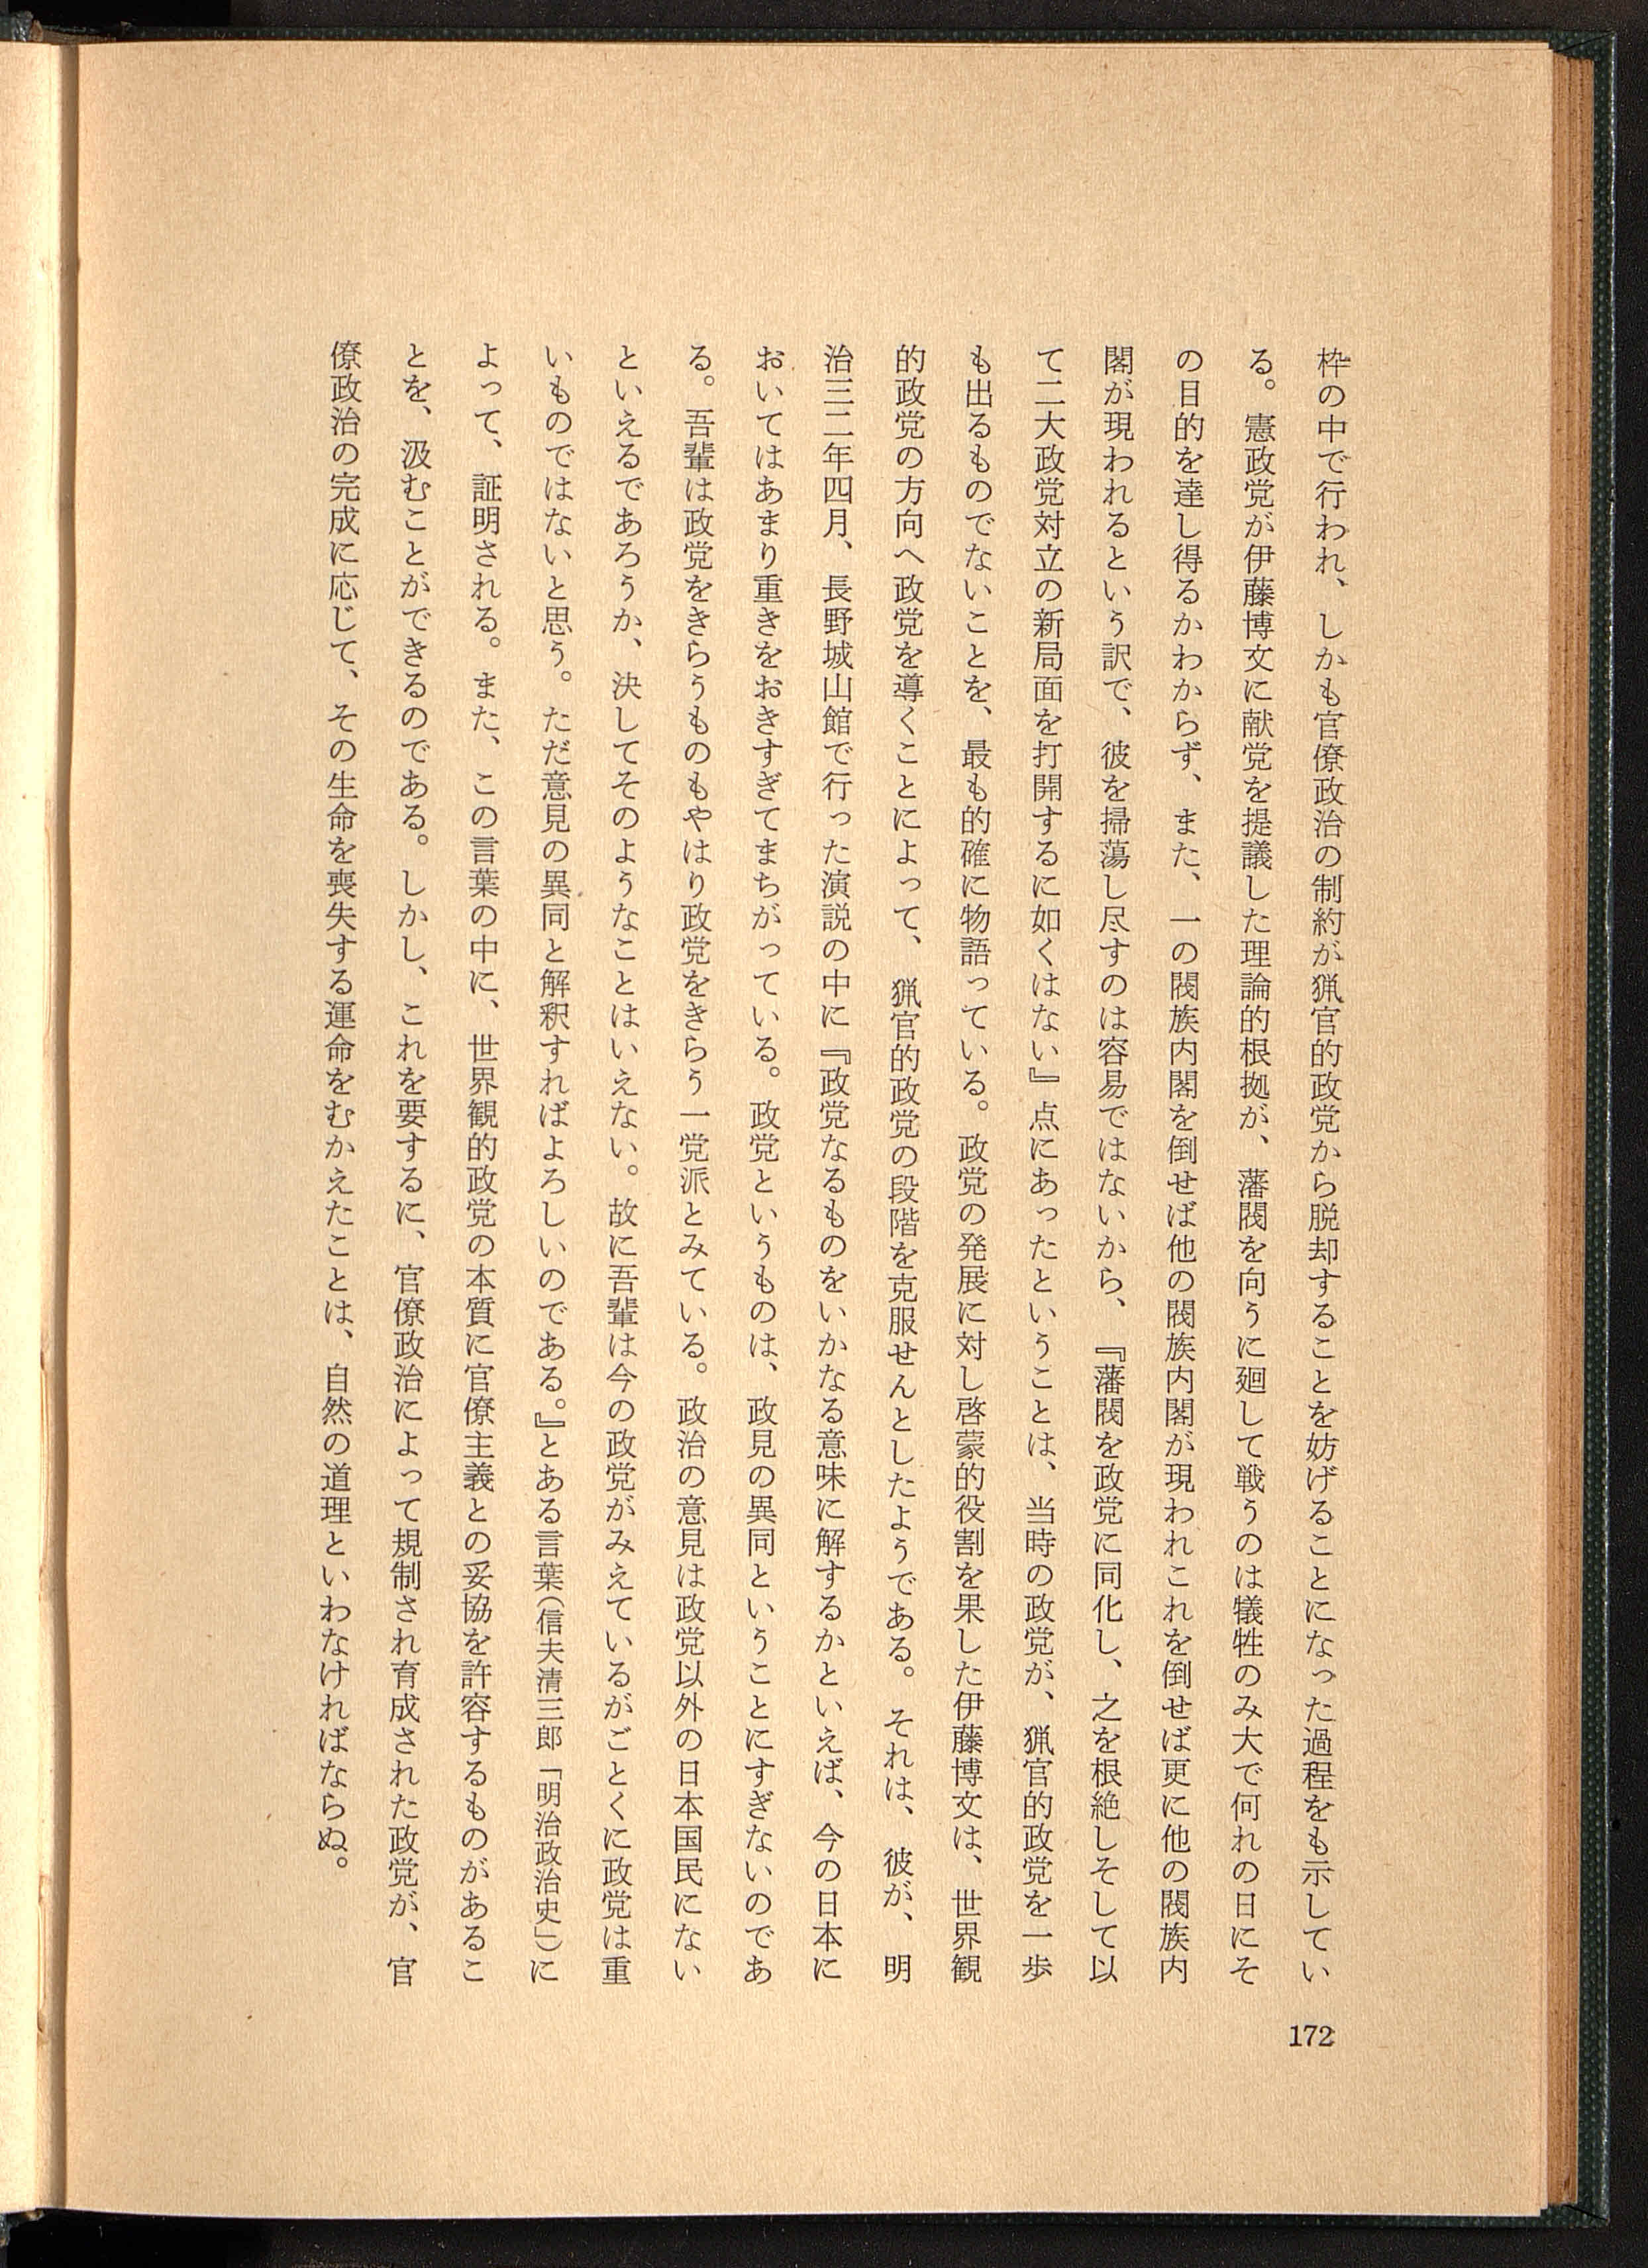 枠の中で行われ、しかも官僚政治の制約が猟官的政党から脱却することを妨げることになった過程をも示してい
る。憲政党が伊藤博文に献党を提議した理論的根拠が、藩閥を向うに廻して戦うのは犠牲のみ大で何れの日にそ
の目的を達し得るかわからず、また、一の閥族内閣を倒せば他の閥族内閣が現われこれを倒せば更に他の閥族内
閣が現われるという訳で、彼を掃蕩し尽すのは容易ではないから、『藩閥を政党に同化し、之を根絶しそして以
て二大政党対立の新局面を打開するに如くはない』点にあったということは、当時の政党が、猟官的政党を一歩
も出るものでないことを、最も的確に物語っている。政党の発展に対し啓蒙的役割を果した伊藤博文は、世界観
的政党の方向へ政党を導くことによって、猟官的政党の段階を克服せんとしたようである。それは、彼が、明
治三二年四月、長野城山館で行った演説の中に『政党なるものをいかなる意味に解するかといえば、今の日本に
おいてはあまり重きをおきすぎてまちがっている。政党というものは、政見の異同ということにすぎないのであ
る。吾輩は政党をきらうものもやはり政党をきらう一党派とみている。政治の意見は政党以外の日本国民にない
といえるであろうか、決してそのようなことはいえない。故に吾輩は今の政党がみえているがごとくに政党は重
いものではないと思う。ただ意見の異同と解釈すればよろしいのである。』とある言葉(信夫清三郎「明治政治史」)に
よって、証明される。また、この言葉の中に、世界観的政党の本質に官僚主義との妥協を許容するものがあるこ
とを、汲むことができるのである。しかし、これを要するに、官僚政治によって規制され育成された政党が、官
僚政治の完成に応じて、その生命を喪失する運命をむかえたことは、自然の道理といわなければならぬ。
172